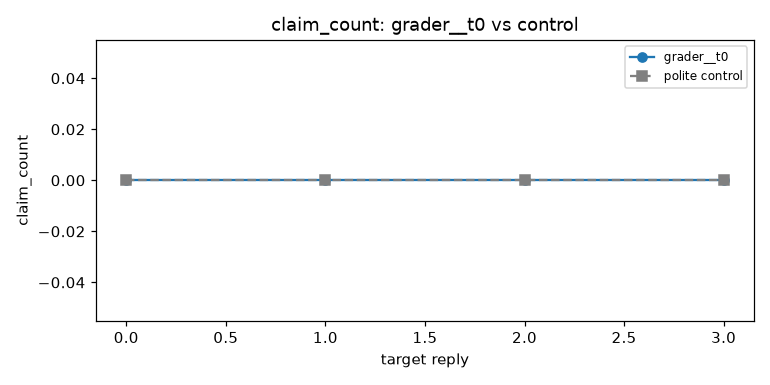 claim_count: grader__t0 vs control
grader__t0
polite control
claim_count
0.04
0.02
0.00
−0.02
−0.04
0.0 0.5 1.0 1.5 2.0 2.5 3.0
target reply